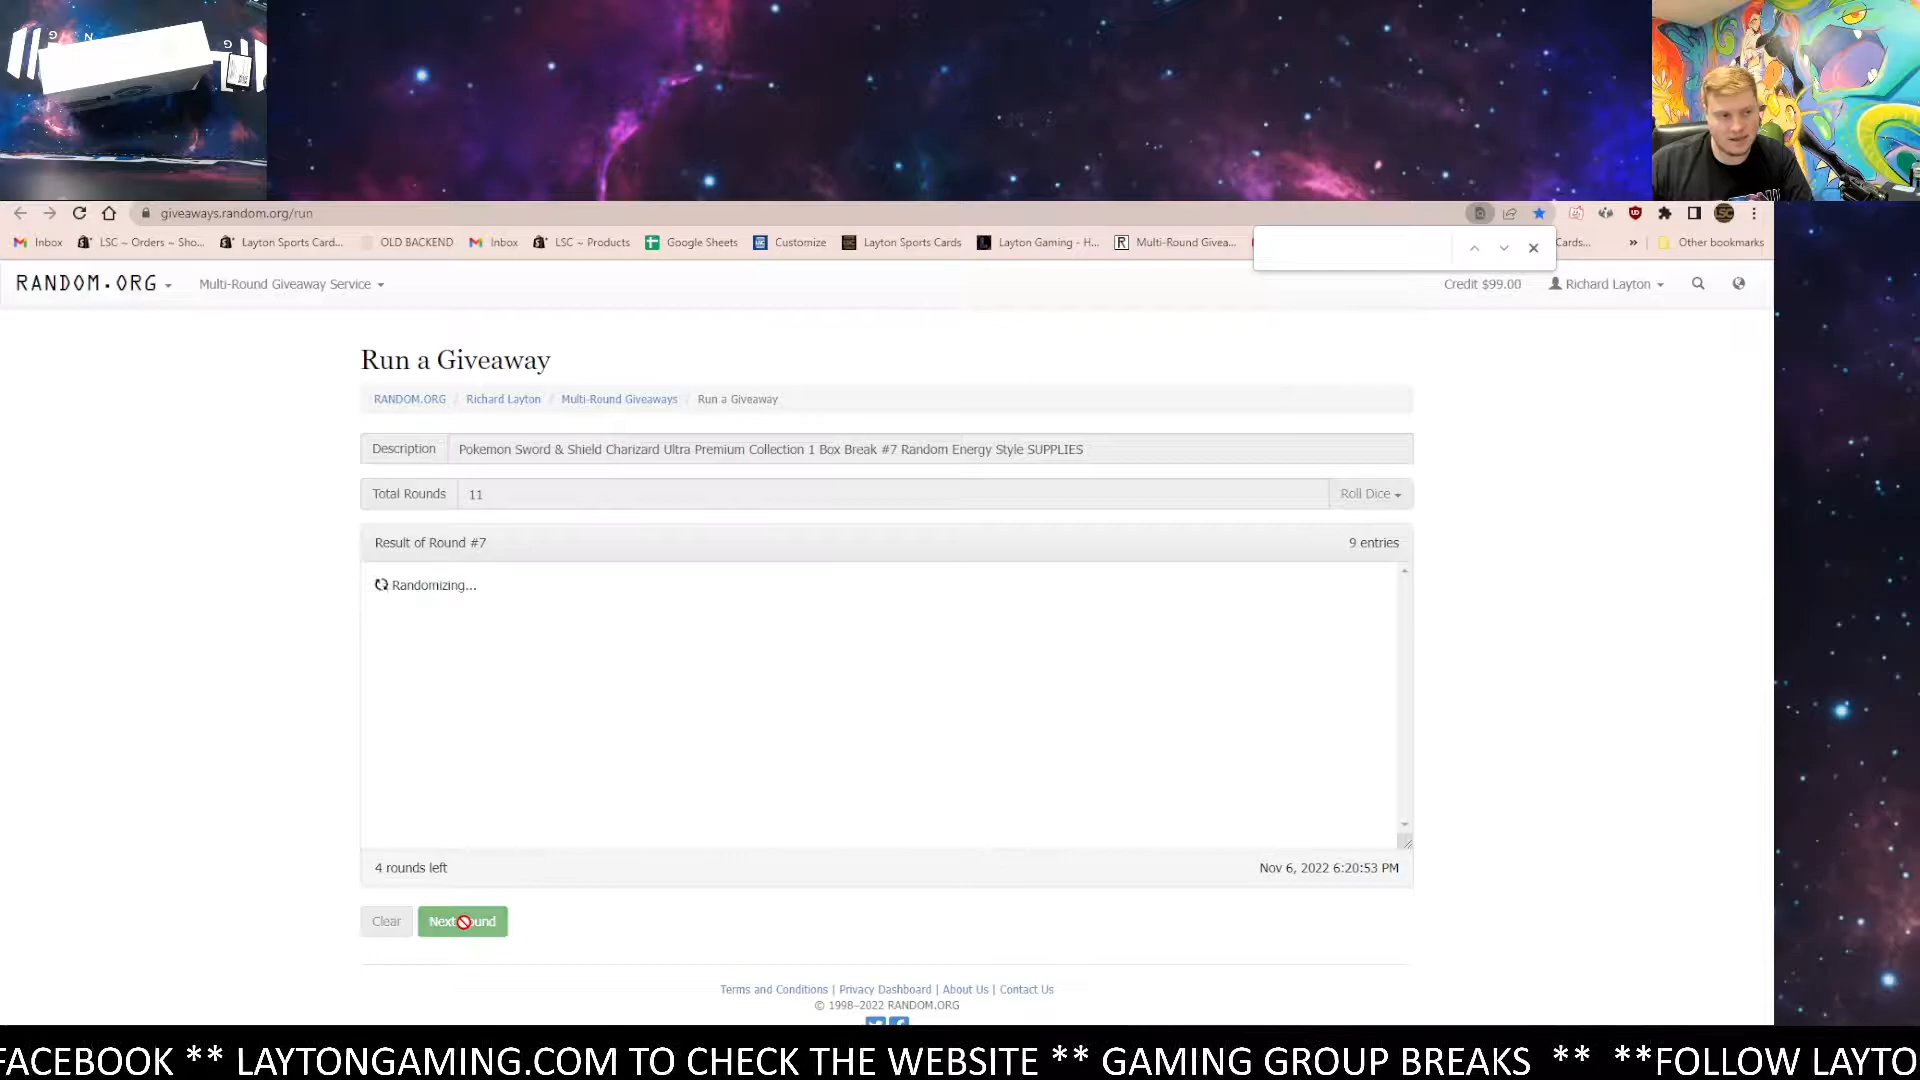 G N G
giveaways.random.org/run
Inbox LSC ~ Orders ~ Sho... Layton Sports Card... OLD BACKEND Inbox LSC ~ Products Google Sheets Customize Layton Sports Cards Layton Gaming - H... Multi-Round Givea... Cards... » Other bookmarks
RANDOM.ORG Multi-Round Giveaway Service Credit $99.00 Richard Layton
Run a Giveaway
RANDOM.ORG / Richard Layton / Multi-Round Giveaways / Run a Giveaway
Description Pokemon Sword & Shield Charizard Ultra Premium Collection 1 Box Break #7 Random Energy Style SUPPLIES
Total Rounds 11 Roll Dice
Result of Round #7 9 entries
Randomizing...
4 rounds left Nov 6, 2022 6:20:53 PM
Clear Next und
Terms and Conditions | Privacy Dashboard | About Us | Contact Us
© 1998–2022 RANDOM.ORG
FACEBOOK ** LAYTONGAMING.COM TO CHECK THE WEBSITE ** GAMING GROUP BREAKS ** **FOLLOW LAYTO